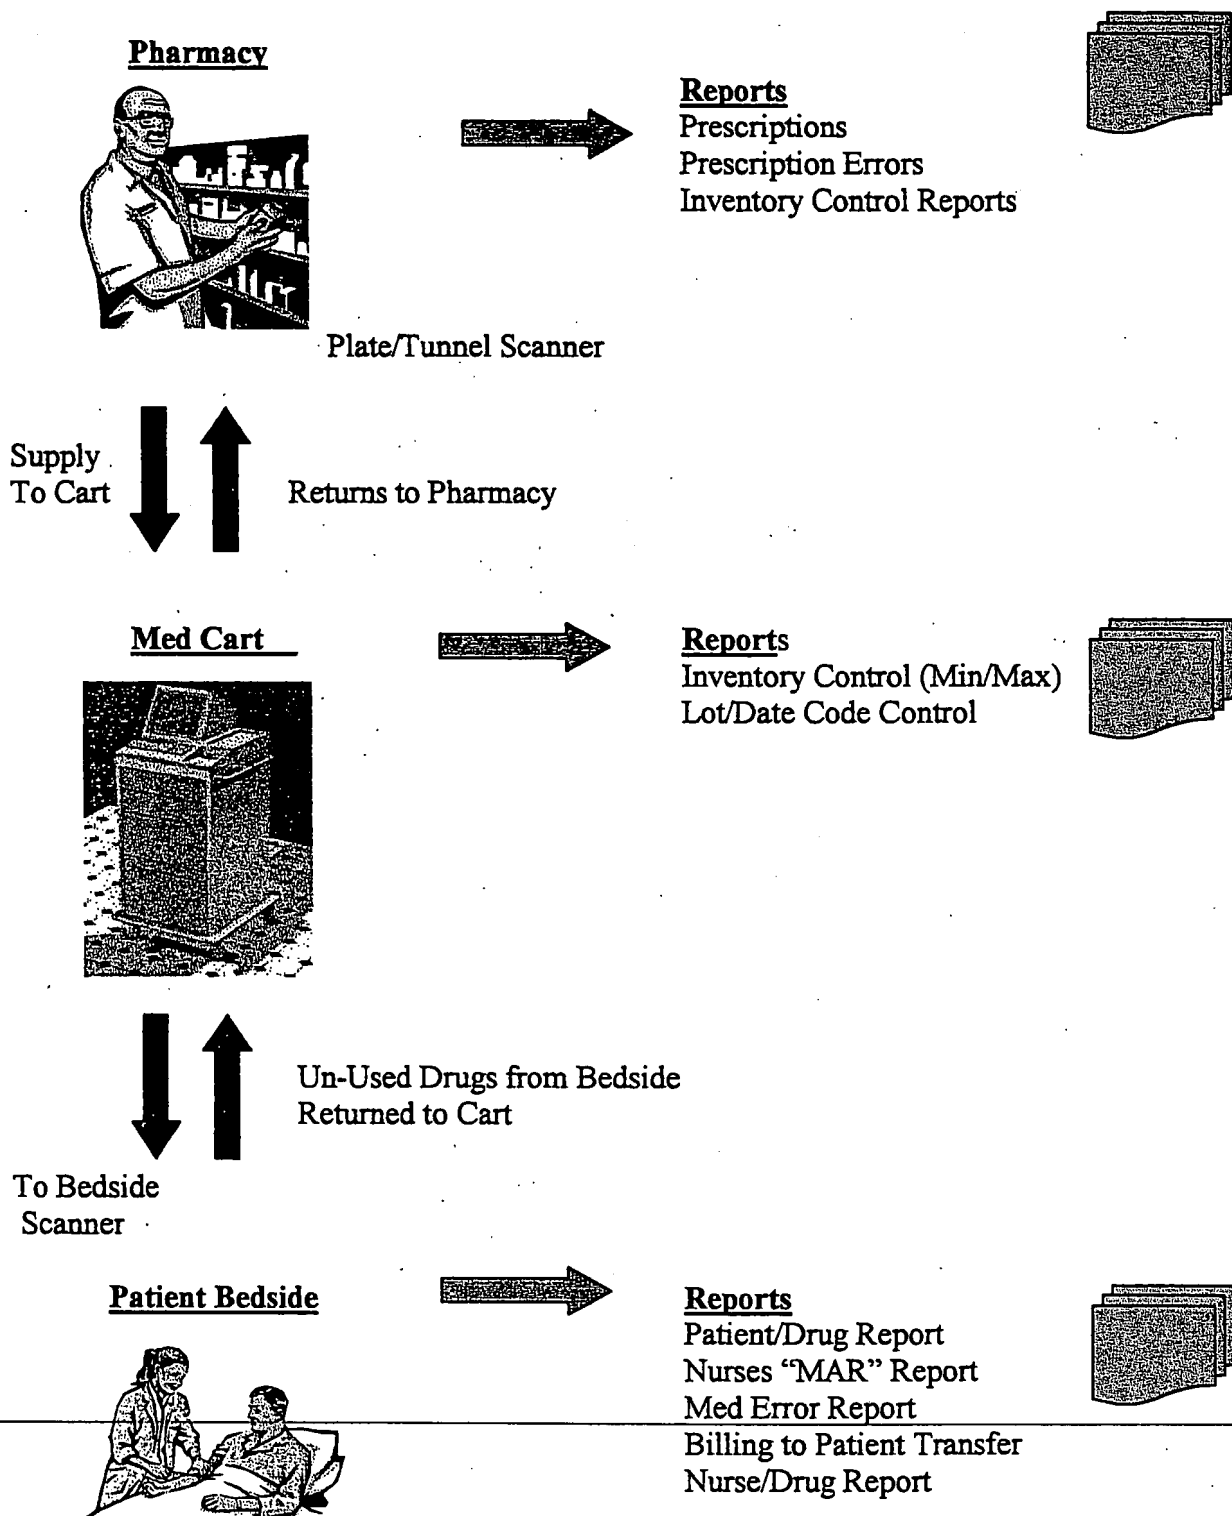 Pharmacy
Reports
Prescriptions
Prescription Errors
Inventory Control Reports
Plate/Tunnel Scanner
Supply
To Cart
Returns to Pharmacy
Med Cart
Reports
Inventory Control (Min/Max)
Lot/Date Code Control
Un-Used Drugs from Bedside
Returned to Cart
To Bedside
Scanner
Patient Bedside
Reports
Patient/Drug Report
Nurses “MAR” Report
Med Error Report
Billing to Patient Transfer
Nurse/Drug Report